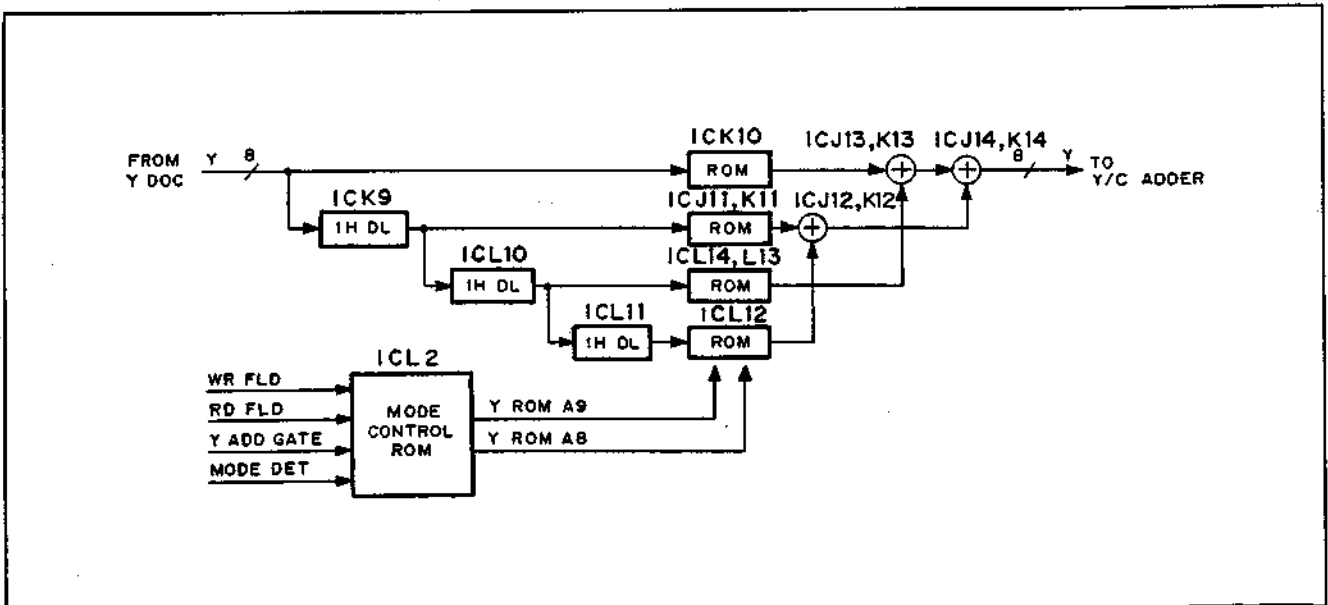 ICK10
ICJ13,K13
ICJ14,K14
FROM
Y DOC
Y
8
ROM
8
Y
TO
Y/C ADDER
ICK9
ICJ11,K11
ICJ12,K12
1H DL
ROM
ICL10
ICL14,L13
1H DL
ROM
ICL11
ICL12
1H DL
ROM
ICL2
WR FLD
RD FLD
Y ADD GATE
MODE DET
MODE
CONTROL
ROM
Y ROM A9
Y ROM A8